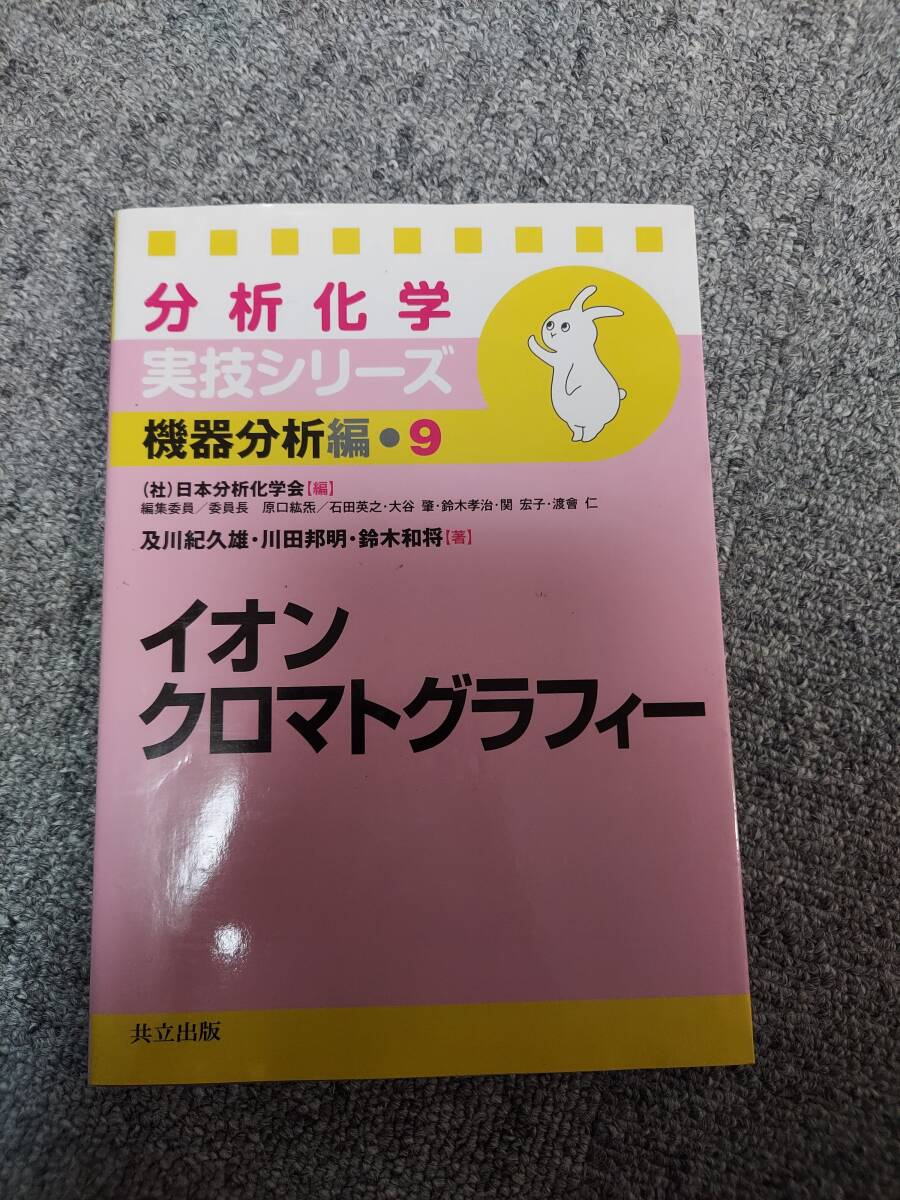 分析化学
実技シリーズ
機器分析編●9
（社）日本分析化学会【編】
編集委員／委員長　原口紘炁／石田英之・大谷 肇・鈴木孝治・関 宏子・渡會 仁
及川紀久雄・川田邦明・鈴木和将【著】
イオン
クロマトグラフィー
共立出版